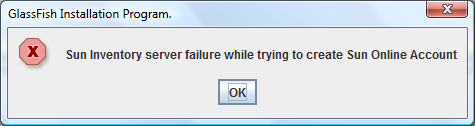 GlassFish Installation Program.
Sun Inventory server failure while trying to create Sun Online Account
OK